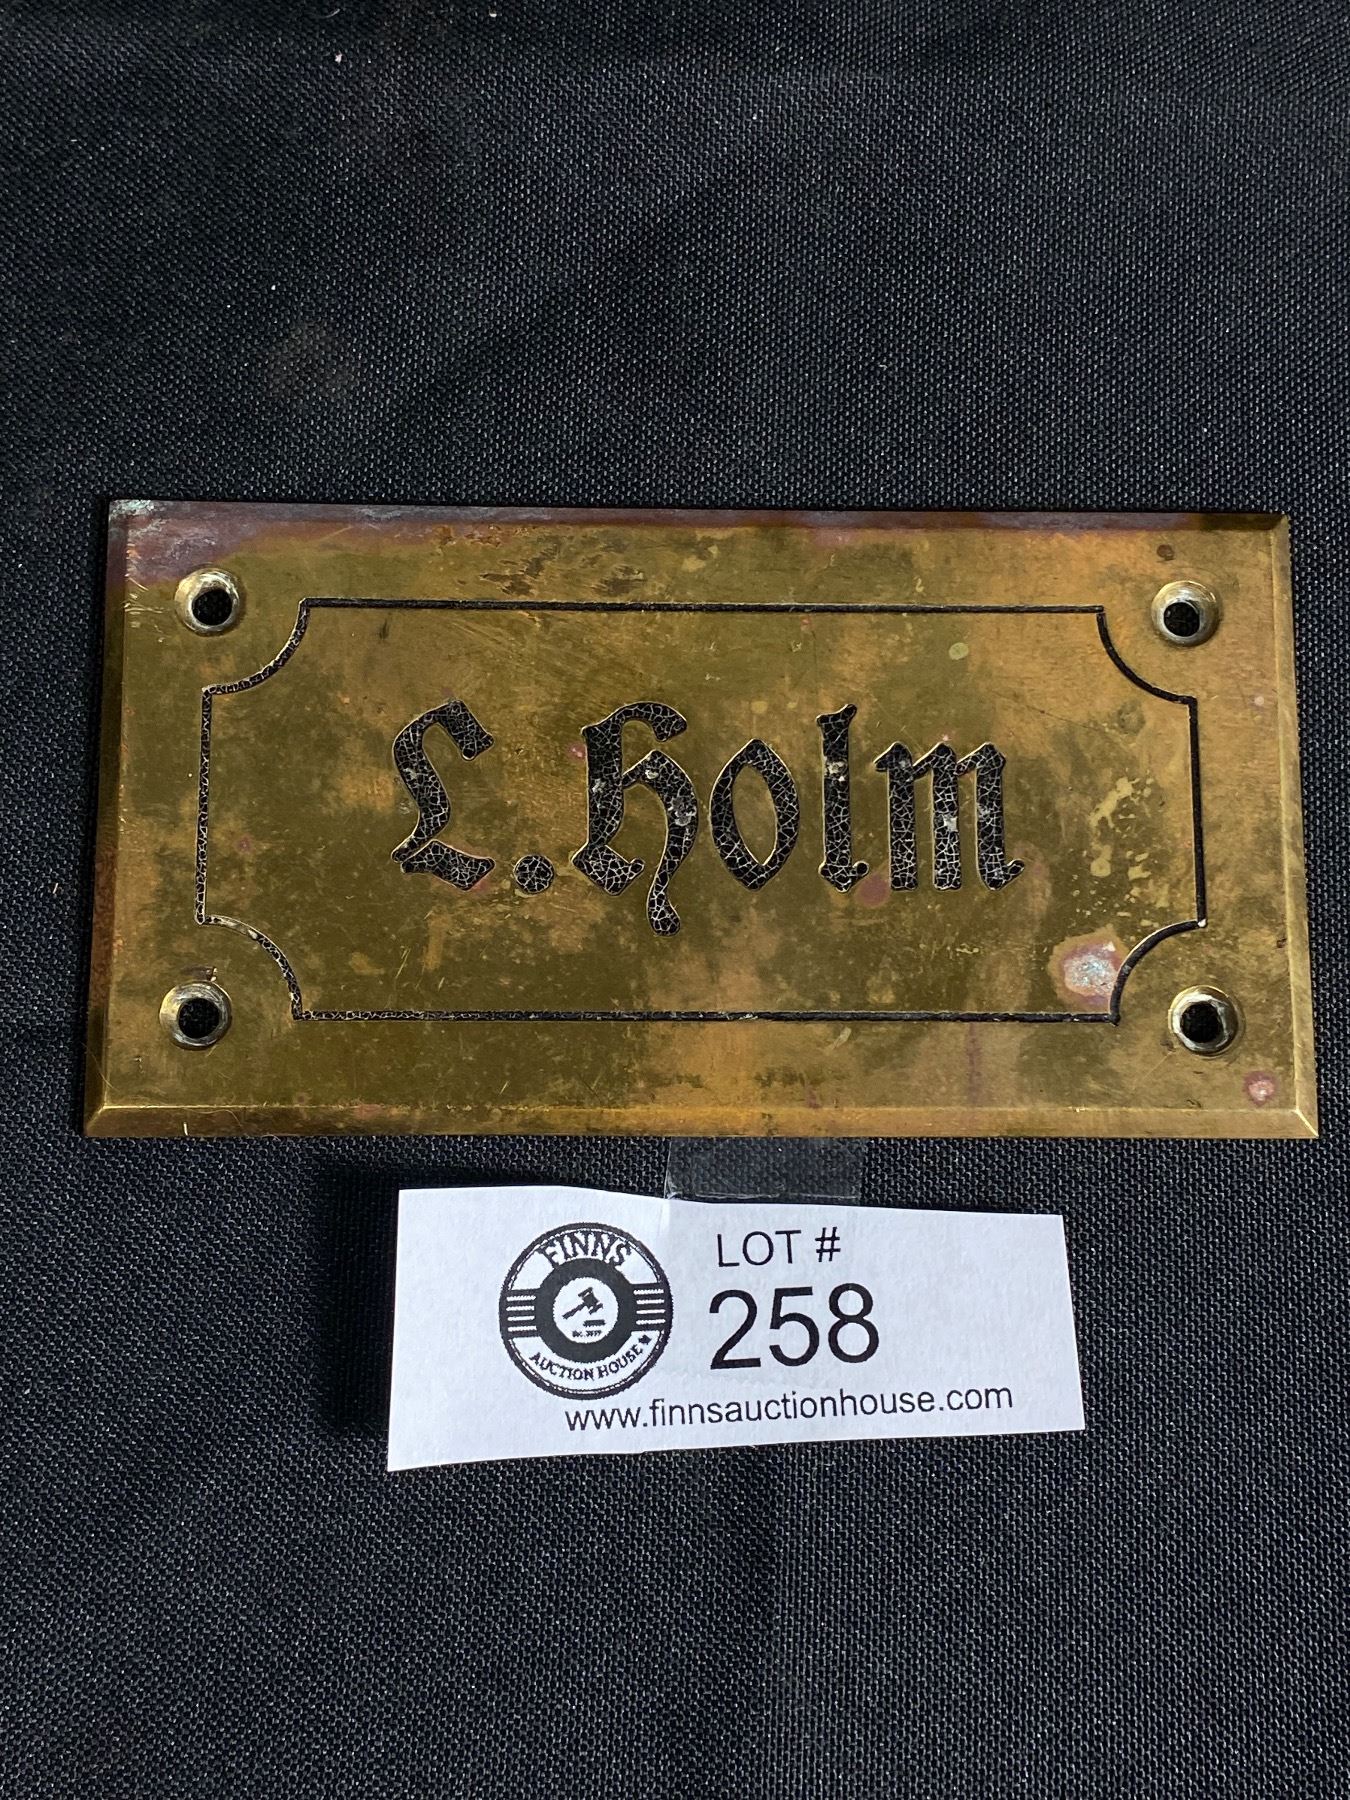 L. Holm
FINNS
AUCTION HOUSE
LOT #
258
www.finnsauctionhouse.com